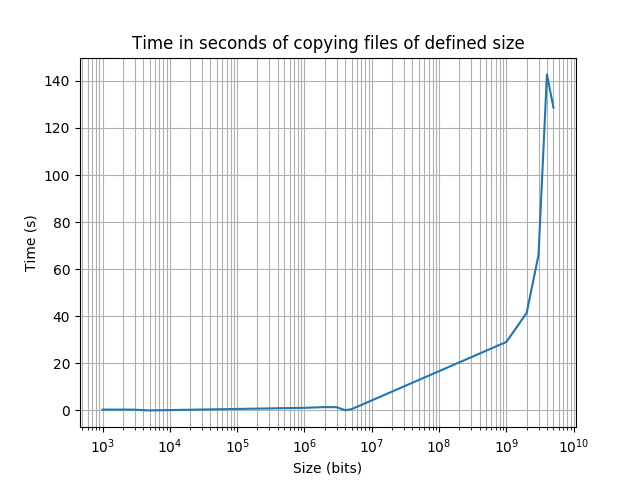 Time in seconds of copying files of defined size
140
120
100
80
60
40
20
0
Time (s)
10³ 10⁴ 10⁵ 10⁶ 10⁷ 10⁸ 10⁹ 10¹⁰
Size (bits)